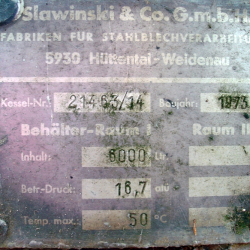 Slawinski & Co. G.m.b.H.
FABRIKEN FÜR STAHLBLECHVERARBEITU
5930 Hüttental-Weidenau
Kessel-Nr.: 21463/14 Baujahr: 1973
Behälter-Raum I Raum II
Inhalt: 6000 Ltr.
Betr.-Druck: 16,7 atü
Temp. max.: 50 °C